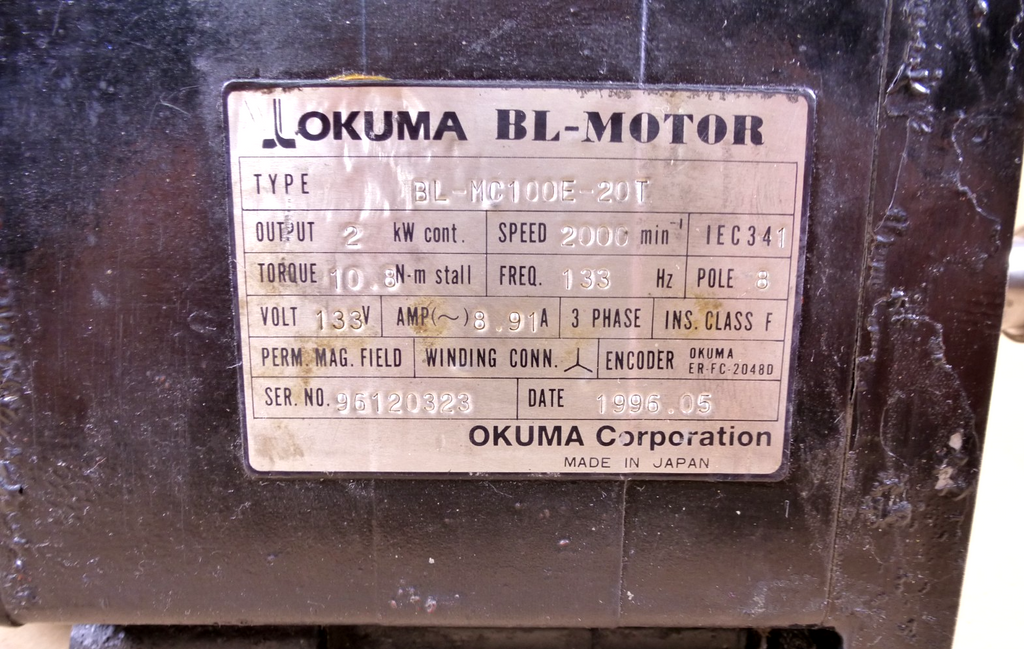 OKUMA BL-MOTOR
TYPE BL-MC100E-20T
OUTPUT 2 kW cont. SPEED 2000 min⁻¹ IEC341
TORQUE 10.8 N-m stall FREQ. 133 Hz POLE 8
VOLT 133V AMP(~) 8.91A 3 PHASE INS. CLASS F
PERM. MAG. FIELD WINDING CONN. ENCODER OKUMA ER-FC-2048D
SER. NO. 96120323 DATE 1996.05
OKUMA Corporation
MADE IN JAPAN